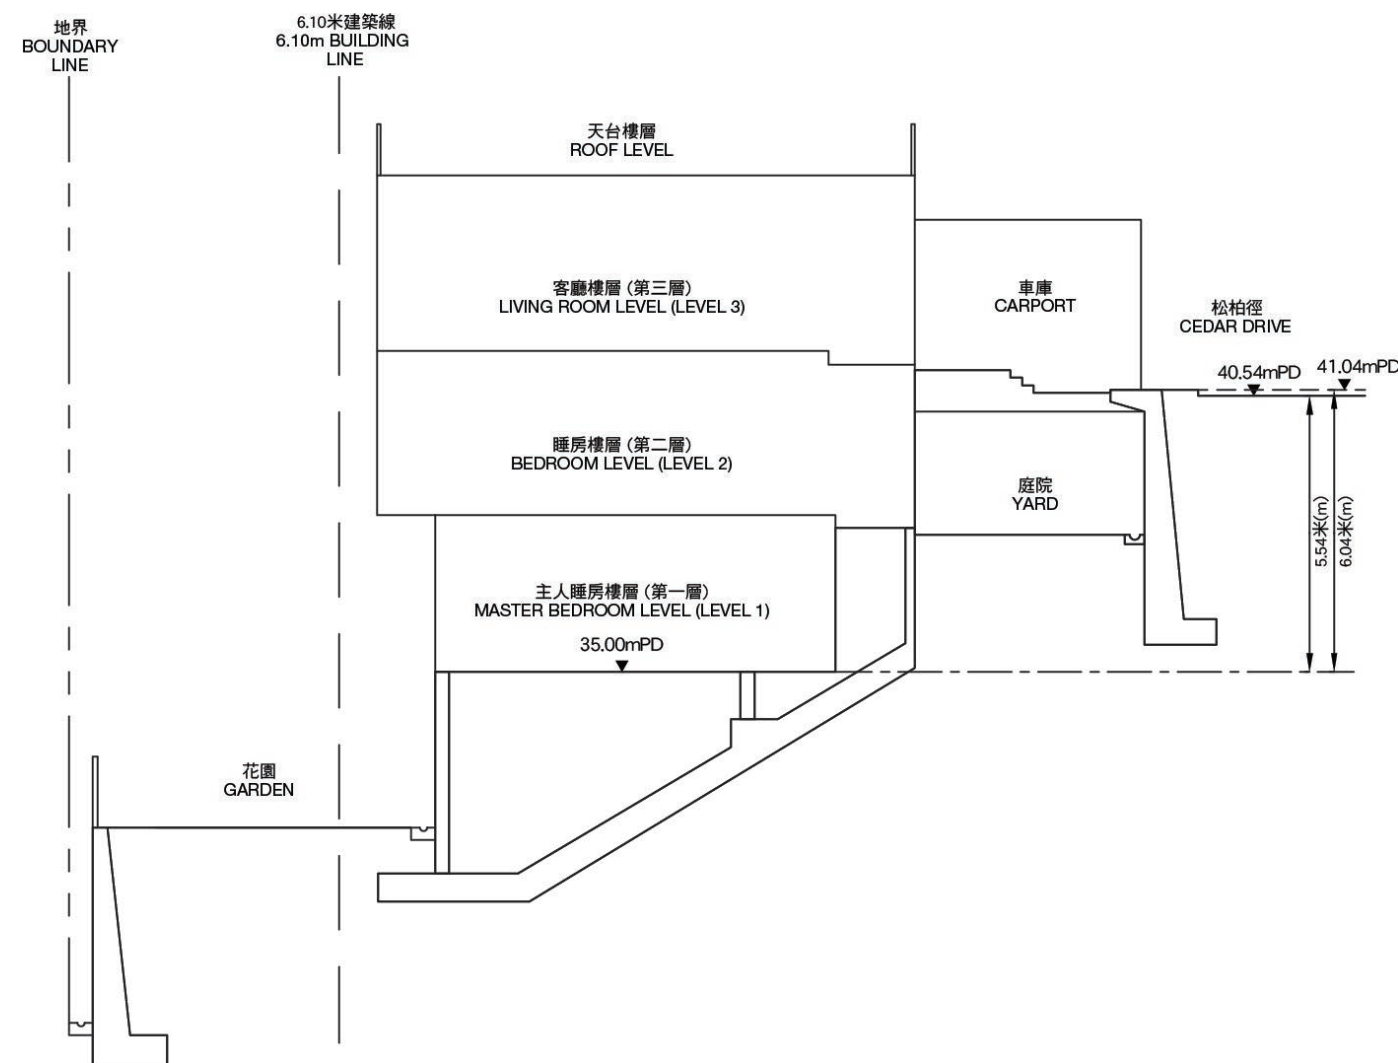 地界
BOUNDARY
LINE
6.10米建築線
6.10m BUILDING
LINE
天台樓層
ROOF LEVEL
客廳樓層 (第三層)
LIVING ROOM LEVEL (LEVEL 3)
車庫
CARPORT
松柏徑
CEDAR DRIVE
40.54mPD
41.04mPD
睡房樓層 (第二層)
BEDROOM LEVEL (LEVEL 2)
庭院
YARD
5.54米(m)
6.04米(m)
主人睡房樓層 (第一層)
MASTER BEDROOM LEVEL (LEVEL 1)
35.00mPD
花園
GARDEN